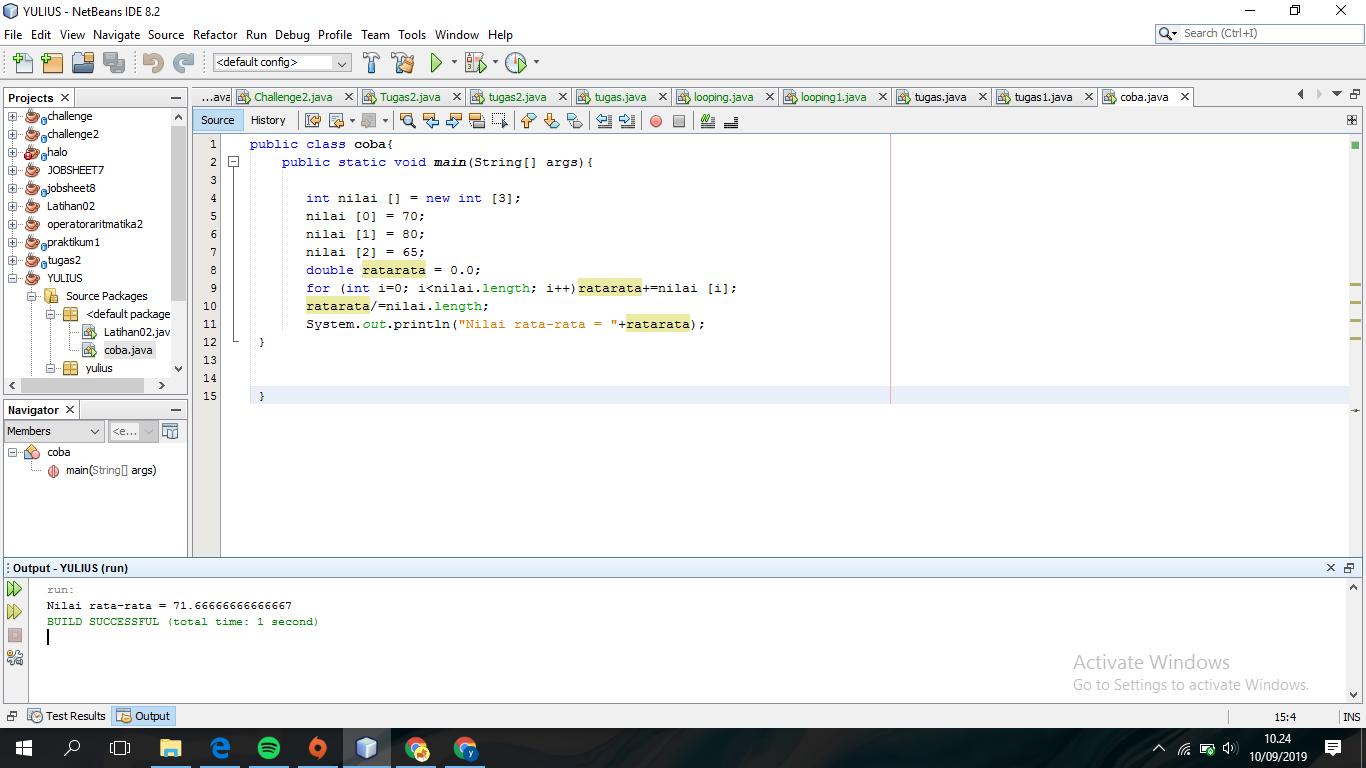 YULIUS - NetBeans IDE 8.2
File Edit View Navigate Source Refactor Run Debug Profile Team Tools Window Help
Search (Ctrl+I)
<default config>
Projects
...ava Challenge2.java Tugas2.java tugas2.java tugas.java looping.java looping1.java tugas.java tugas1.java coba.java
challenge
challenge2
halo
JOBSHEET7
jobsheet8
Latihan02
operatoraritmatika2
praktikum1
tugas2
YULIUS
Source Packages
<default package
Latihan02.jav
coba.java
yulius
Source History
1 public class coba{
2 public static void main(String[] args){
3
4 int nilai [] = new int [3];
5 nilai [0] = 70;
6 nilai [1] = 80;
7 nilai [2] = 65;
8 double ratarata = 0.0;
9 for (int i=0; i<nilai.length; i++)ratarata+=nilai [i];
10 ratarata/=nilai.length;
11 System.out.println("Nilai rata-rata = "+ratarata);
12 }
13
14
15 }
Navigator
Members
<e...
coba
main(String[] args)
Output - YULIUS (run)
run:
Nilai rata-rata = 71.66666666666667
BUILD SUCCESSFUL (total time: 1 second)
Activate Windows
Go to Settings to activate Windows.
Test Results Output
15:4 INS
10.24
10/09/2019